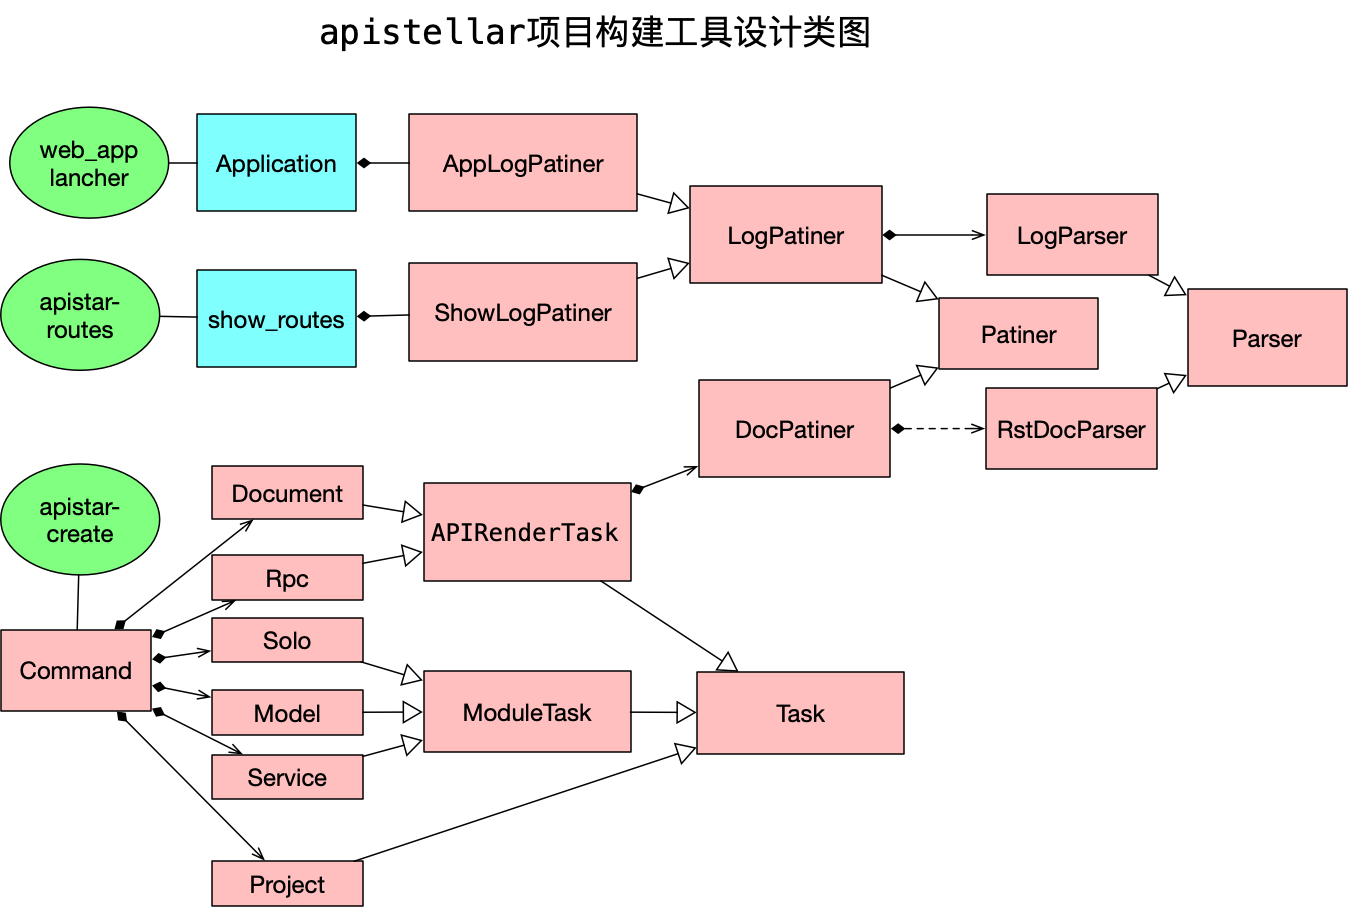 apistellar项目构建工具设计类图
web_app
lancher
Application
AppLogPatiner
LogPatiner
LogParser
apistar-
routes
show_routes
ShowLogPatiner
Patiner
Parser
DocPatiner
RstDocParser
apistar-
create
Document
APIRenderTask
Rpc
Solo
Command
Model
ModuleTask
Task
Service
Project